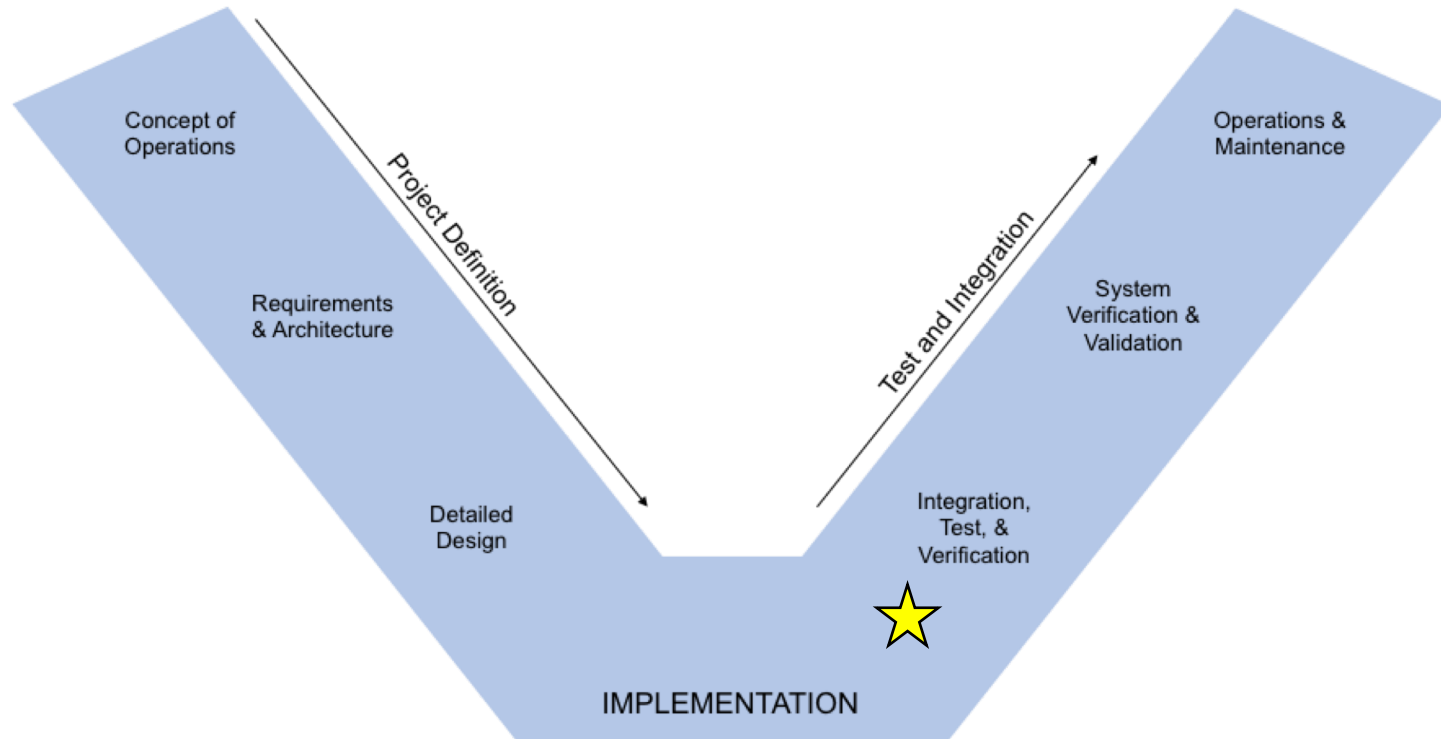 Concept of
Operations
Project Definition
Requirements
& Architecture
Detailed
Design
IMPLEMENTATION
Integration,
Test, &
Verification
Test and Integration
System
Verification &
Validation
Operations &
Maintenance